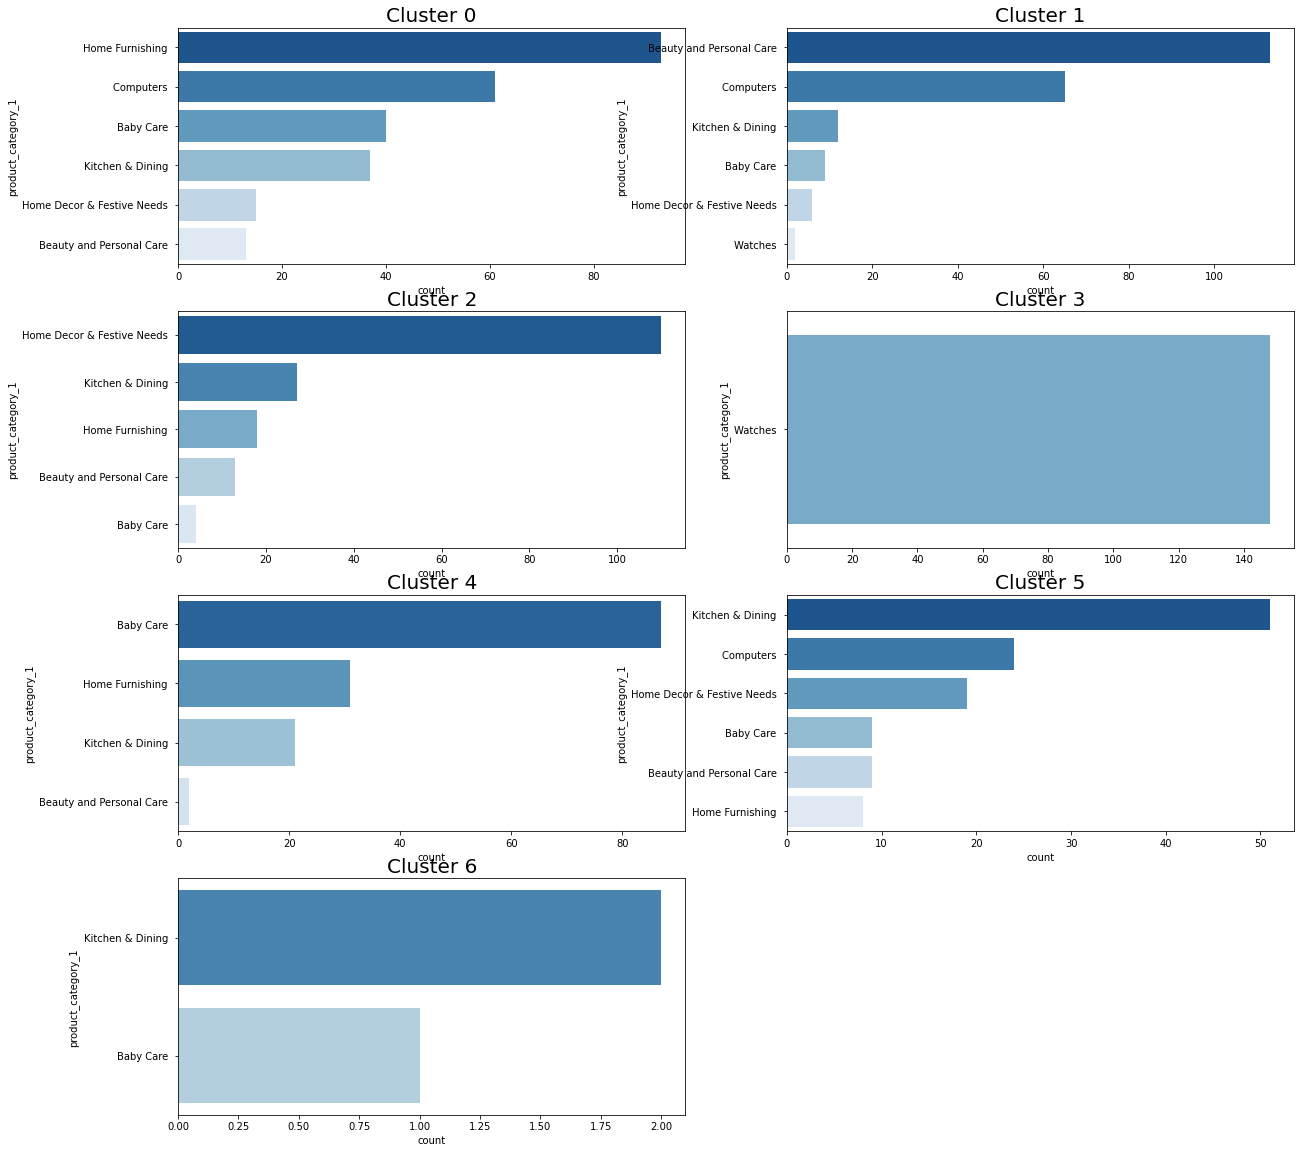 Cluster 0
product_category_1
Home Furnishing
Computers
Baby Care
Kitchen & Dining
Home Decor & Festive Needs
Beauty and Personal Care
0 20 40 60 80
count
Cluster 1
product_category_1
Beauty and Personal Care
Computers
Kitchen & Dining
Baby Care
Home Decor & Festive Needs
Watches
0 20 40 60 80 100
count
Cluster 2
product_category_1
Home Decor & Festive Needs
Kitchen & Dining
Home Furnishing
Beauty and Personal Care
Baby Care
0 20 40 60 80 100
count
Cluster 3
product_category_1
Watches
0 20 40 60 80 100 120 140
count
Cluster 4
product_category_1
Baby Care
Home Furnishing
Kitchen & Dining
Beauty and Personal Care
0 20 40 60 80
count
Cluster 5
product_category_1
Kitchen & Dining
Computers
Home Decor & Festive Needs
Baby Care
Beauty and Personal Care
Home Furnishing
0 10 20 30 40 50
count
Cluster 6
product_category_1
Kitchen & Dining
Baby Care
0.00 0.25 0.50 0.75 1.00 1.25 1.50 1.75 2.00
count